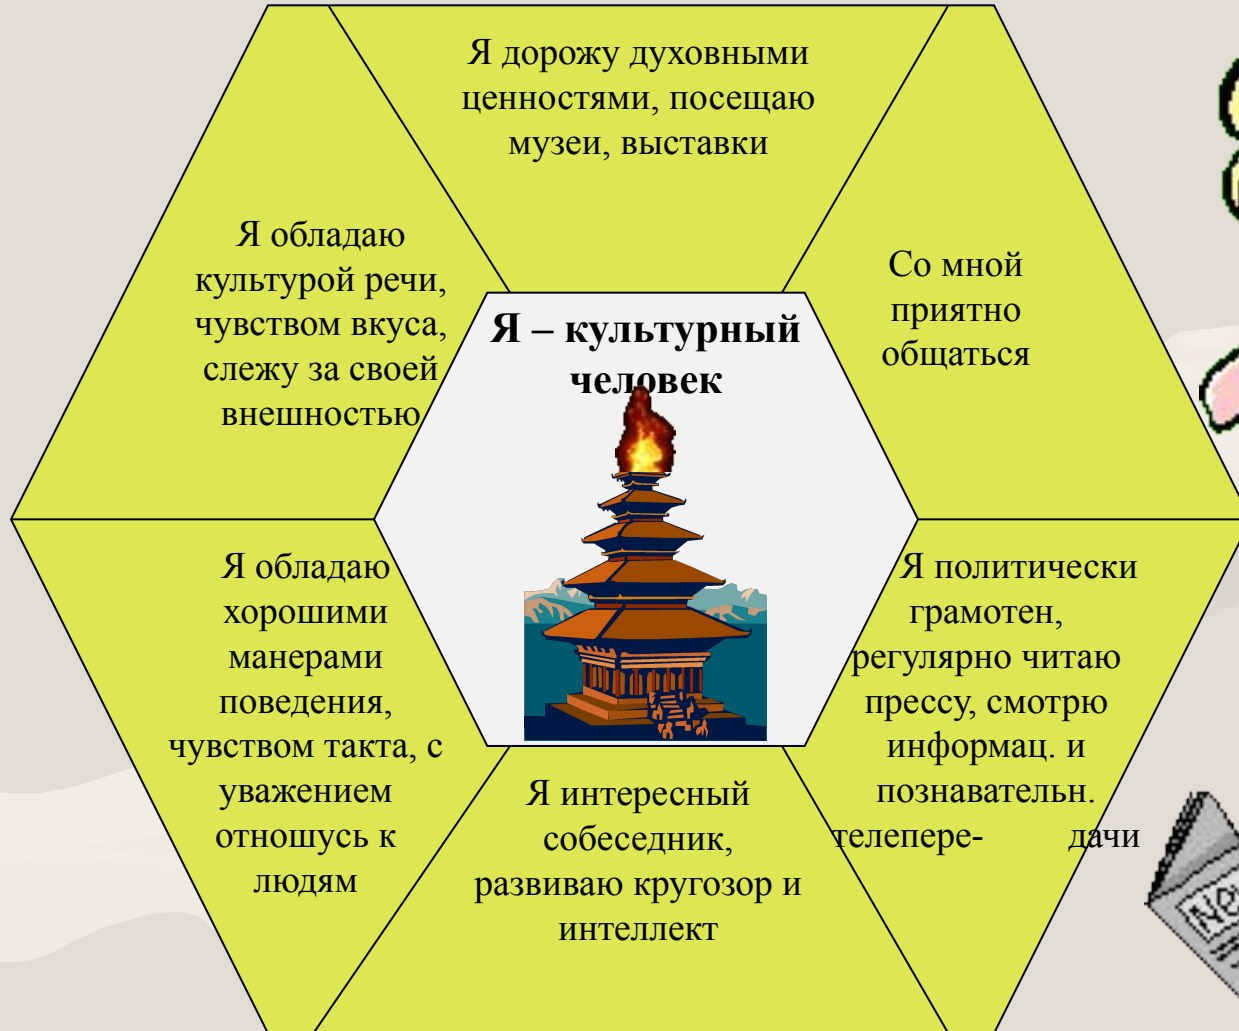 Я дорожу духовными
ценностями, посещаю
музеи, выставки
Я обладаю
культурой речи,
чувством вкуса,
слежу за своей
внешностью
Со мной
приятно
общаться
Я – культурный
человек
Я обладаю
хорошими
манерами
поведения,
чувством такта, с
уважением
отношусь к
людям
Я политически
грамотен,
регулярно читаю
прессу, смотрю
информац. и
познавательн.
телепере- дачи
Я интересный
собеседник,
развиваю кругозор и
интеллект